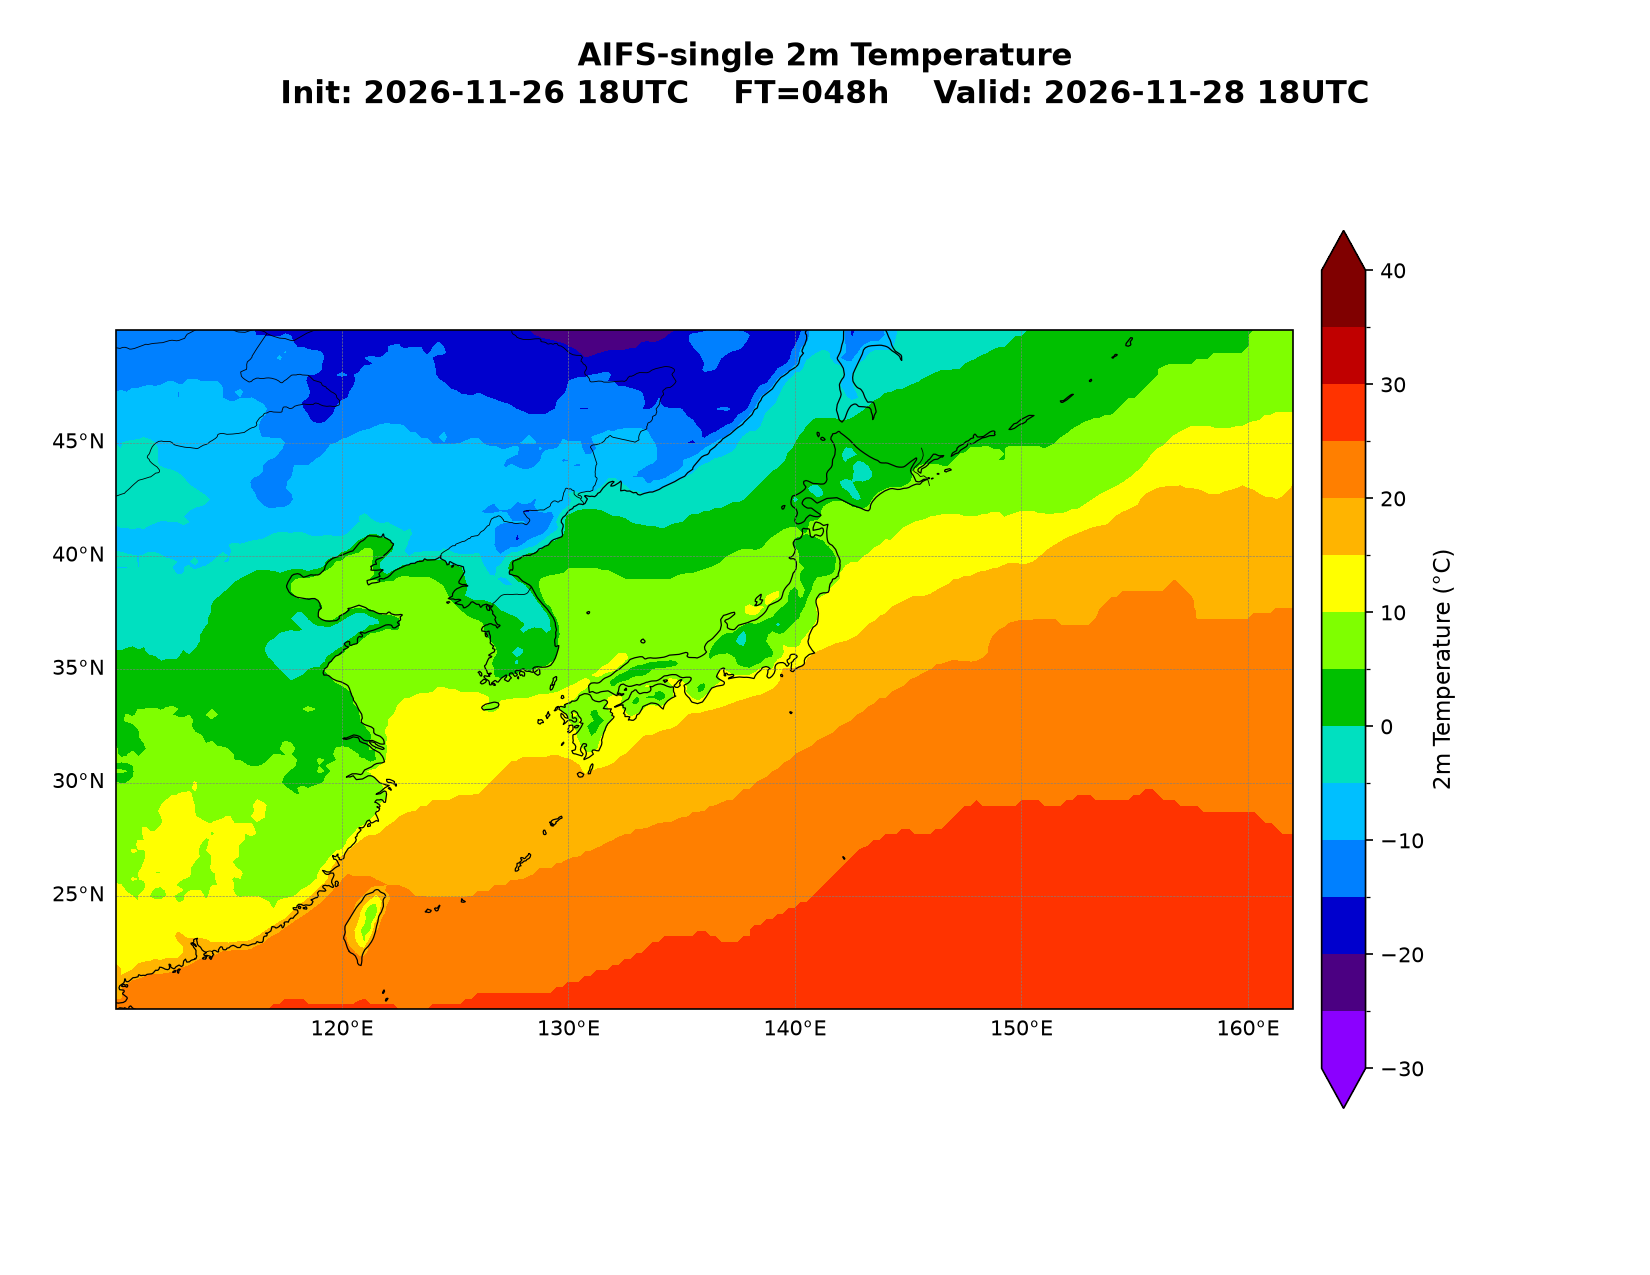 AIFS-single 2m Temperature
Init: 2026-11-26 18UTC    FT=048h    Valid: 2026-11-28 18UTC
45°N
40°N
35°N
30°N
25°N
120°E
130°E
140°E
150°E
160°E
40
30
20
10
0
−10
−20
−30
2m Temperature (°C)